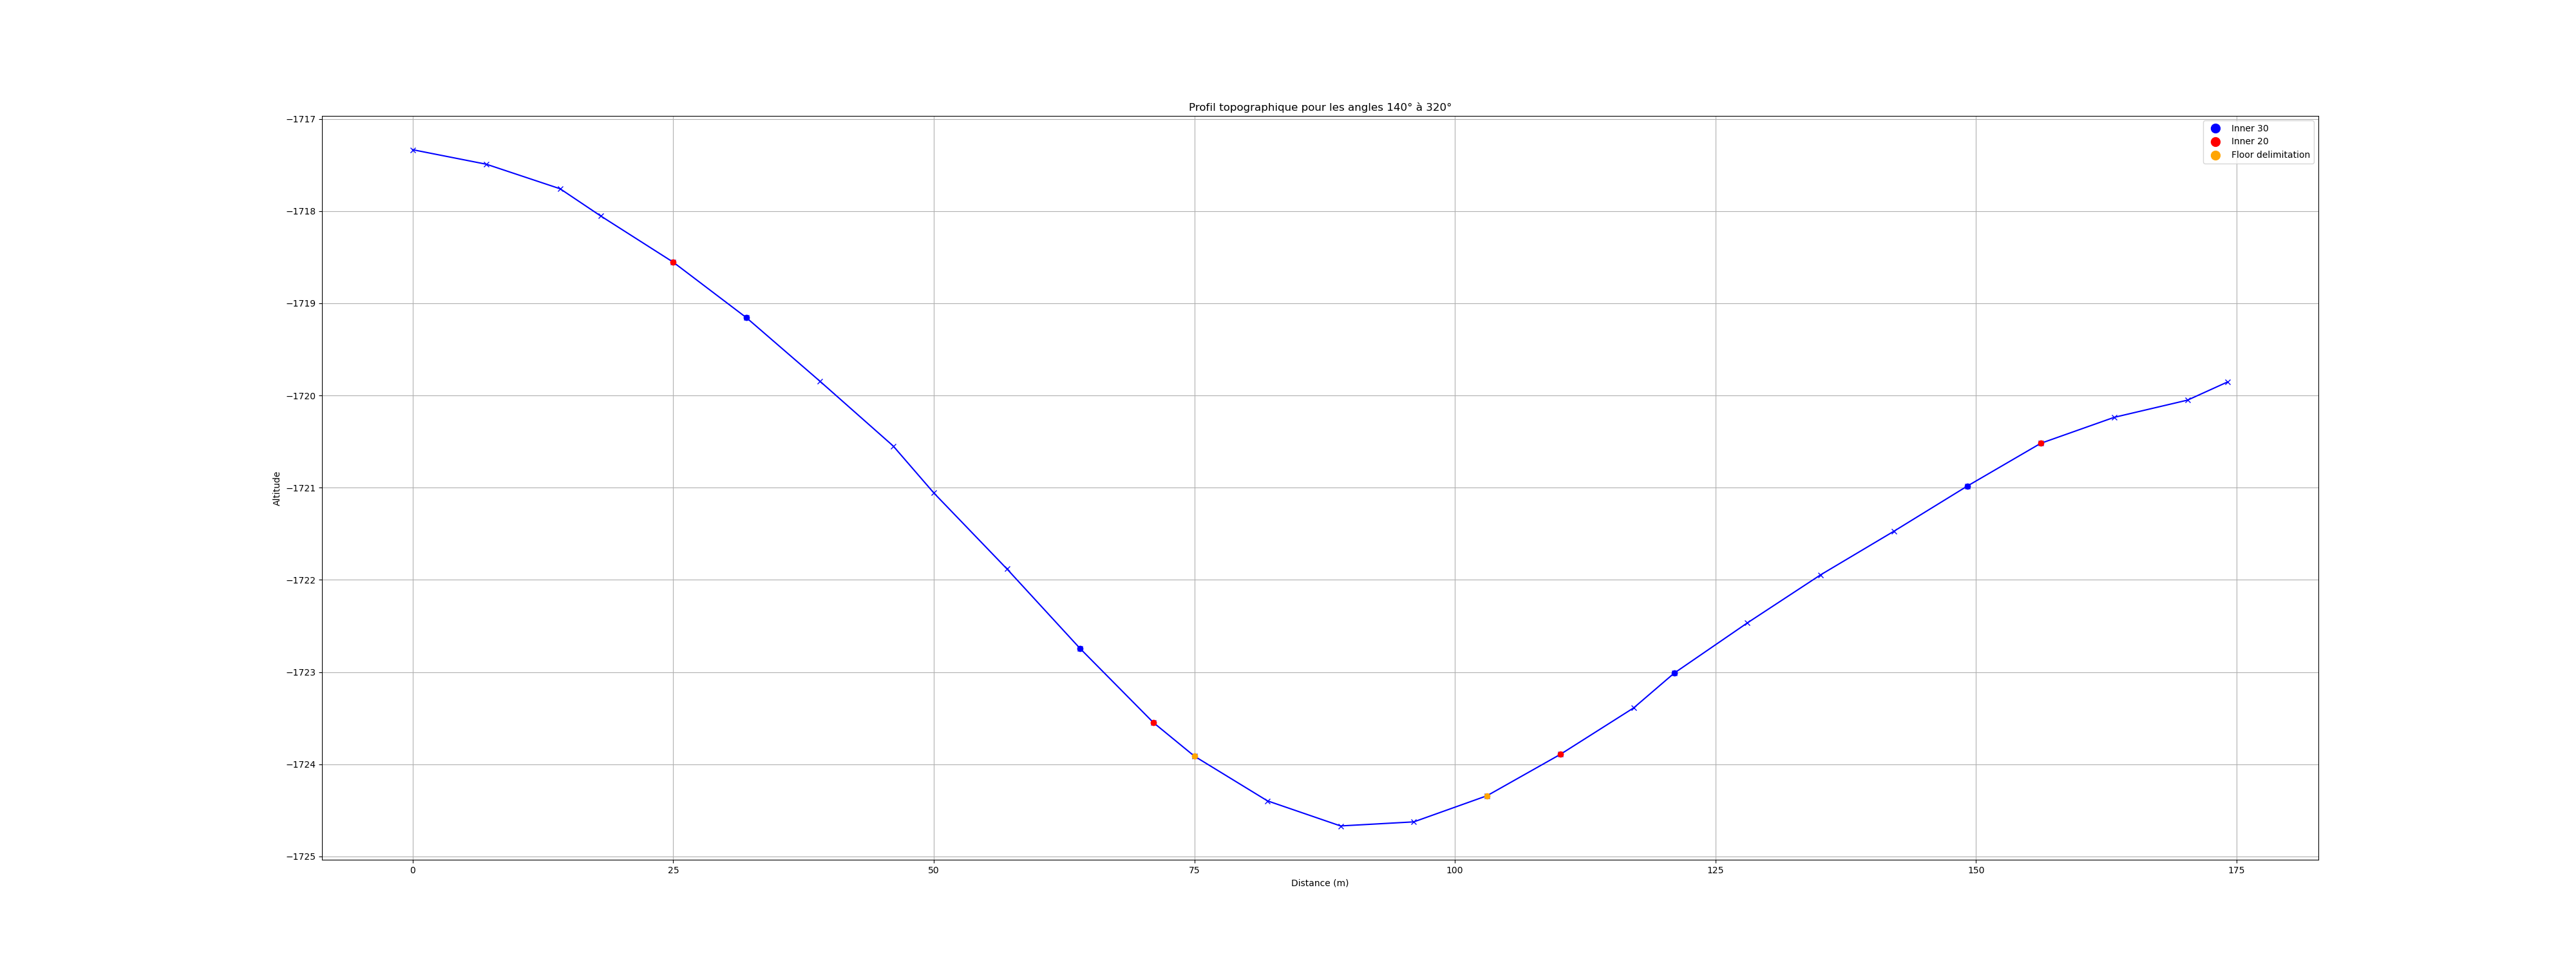 Profil topographique pour les angles 140° à 320°
−1717
−1718
−1719
−1720
−1721
−1722
−1723
−1724
−1725
Altitude
Inner 30
Inner 20
Floor delimitation
0
25
50
75
100
125
150
175
Distance (m)